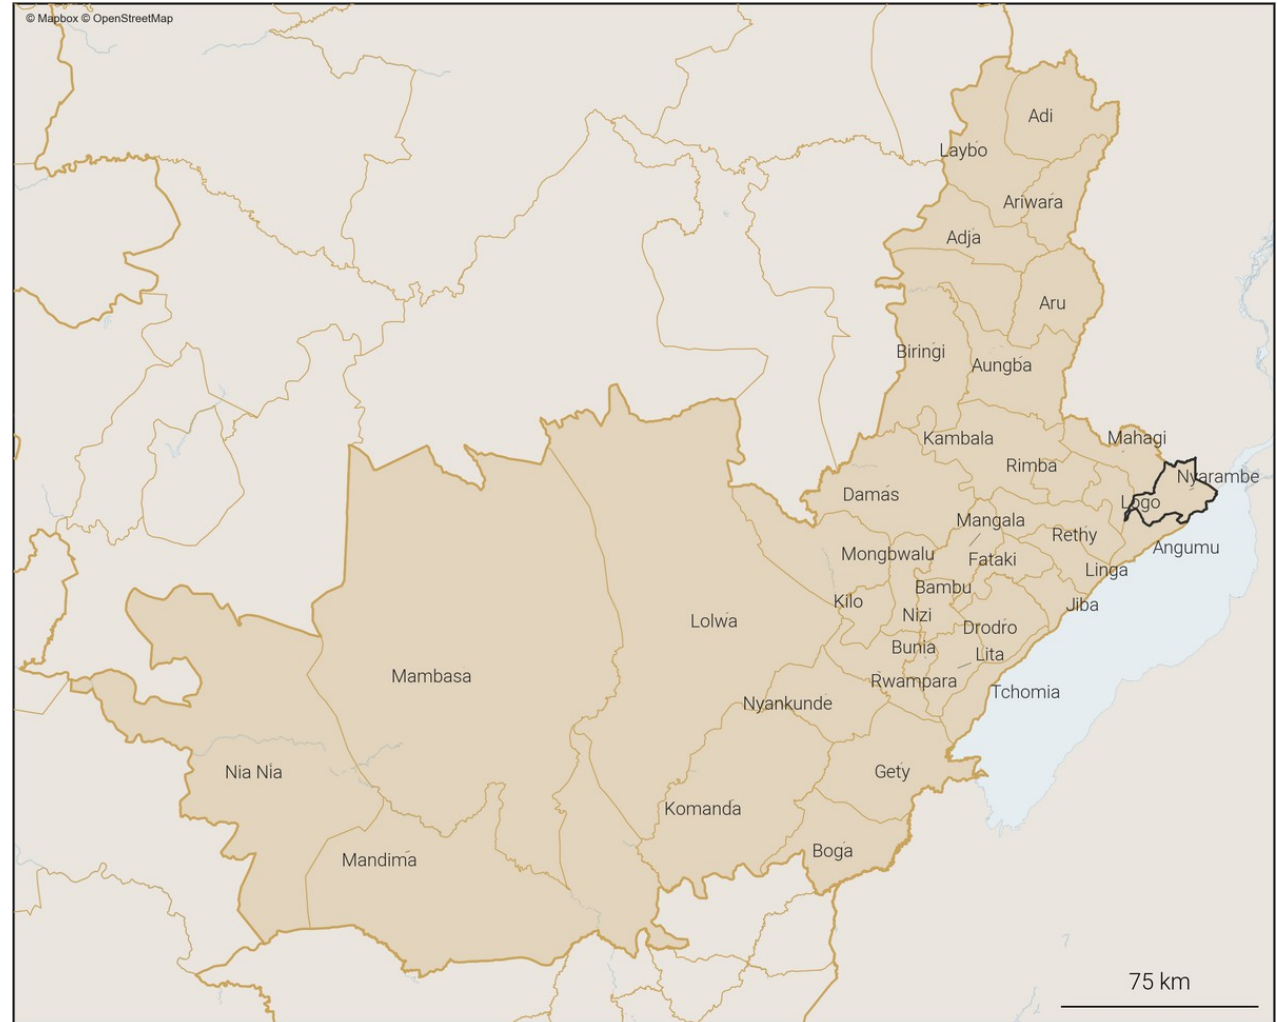 © Mapbox © OpenStreetMap
Adi
Laybo
Ariwara
Adja
Aru
Biringi
Aungba
Kambala
Mahagi
Rimba
Nyarambe
Damas
Logo
Mangala
Rethy
Angumu
Mongbwalu
Fataki
Linga
Bambu
Kilo
Jiba
Nizi
Lolwa
Drodro
Bunia
Lita
Mambasa
Rwampara
Tchomia
Nyankunde
Nia Nia
Gety
Komanda
Boga
Mandima
75 km